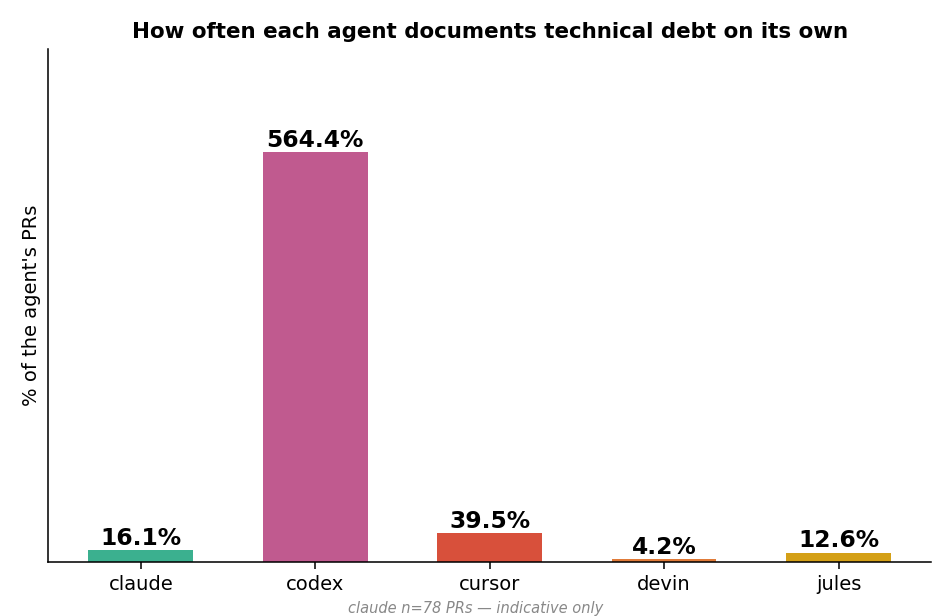 How often each agent documents technical debt on its own
% of the agent's PRs
564.4%
16.1%
39.5%
4.2%
12.6%
claude
codex
cursor
devin
jules
claude n=78 PRs — indicative only